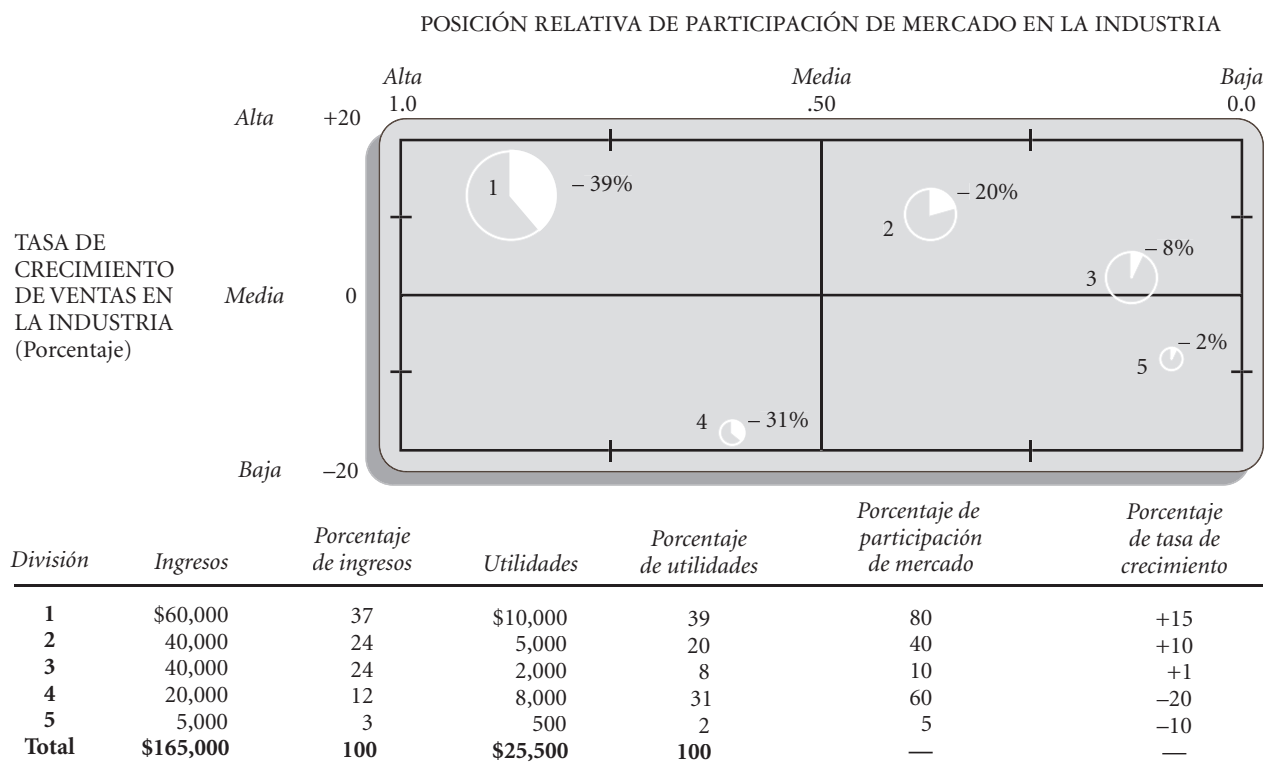 POSICIÓN RELATIVA DE PARTICIPACIÓN DE MERCADO EN LA INDUSTRIA
Alta Media Baja
1.0 .50 0.0
Alta +20
1 – 39%
– 20%
2
– 8%
3
TASA DE
CRECIMIENTO
DE VENTAS EN
LA INDUSTRIA
(Porcentaje)
Media 0
– 2%
5
4 – 31%
Baja –20
División Ingresos Porcentaje de ingresos Utilidades Porcentaje de utilidades Porcentaje de participación de mercado Porcentaje de tasa de crecimiento
1 $60,000 37 $10,000 39 80 +15
2 40,000 24 5,000 20 40 +10
3 40,000 24 2,000 8 10 +1
4 20,000 12 8,000 31 60 –20
5 5,000 3 500 2 5 –10
Total $165,000 100 $25,500 100 — —